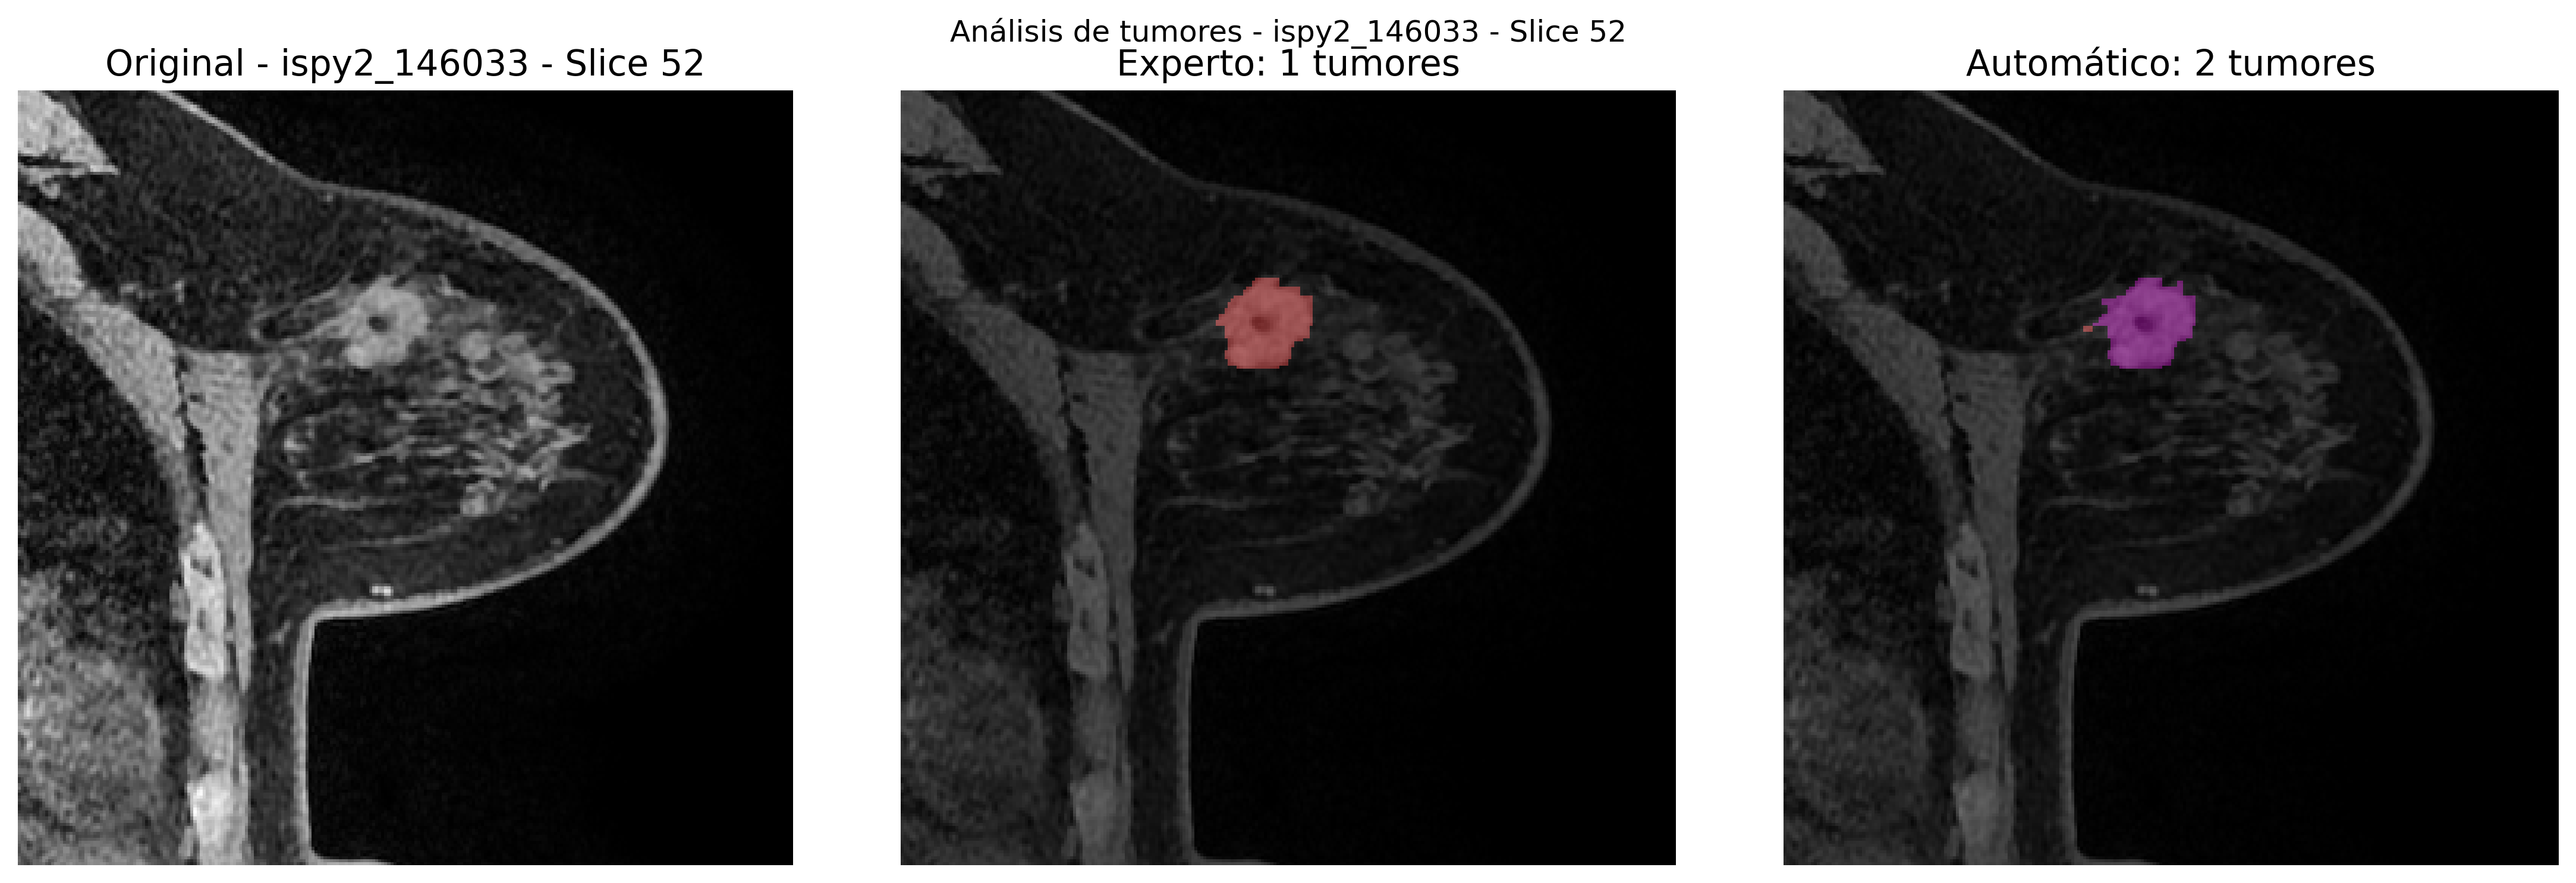 Análisis de tumores - ispy2_146033 - Slice 52
Original - ispy2_146033 - Slice 52
Experto: 1 tumores
Automático: 2 tumores